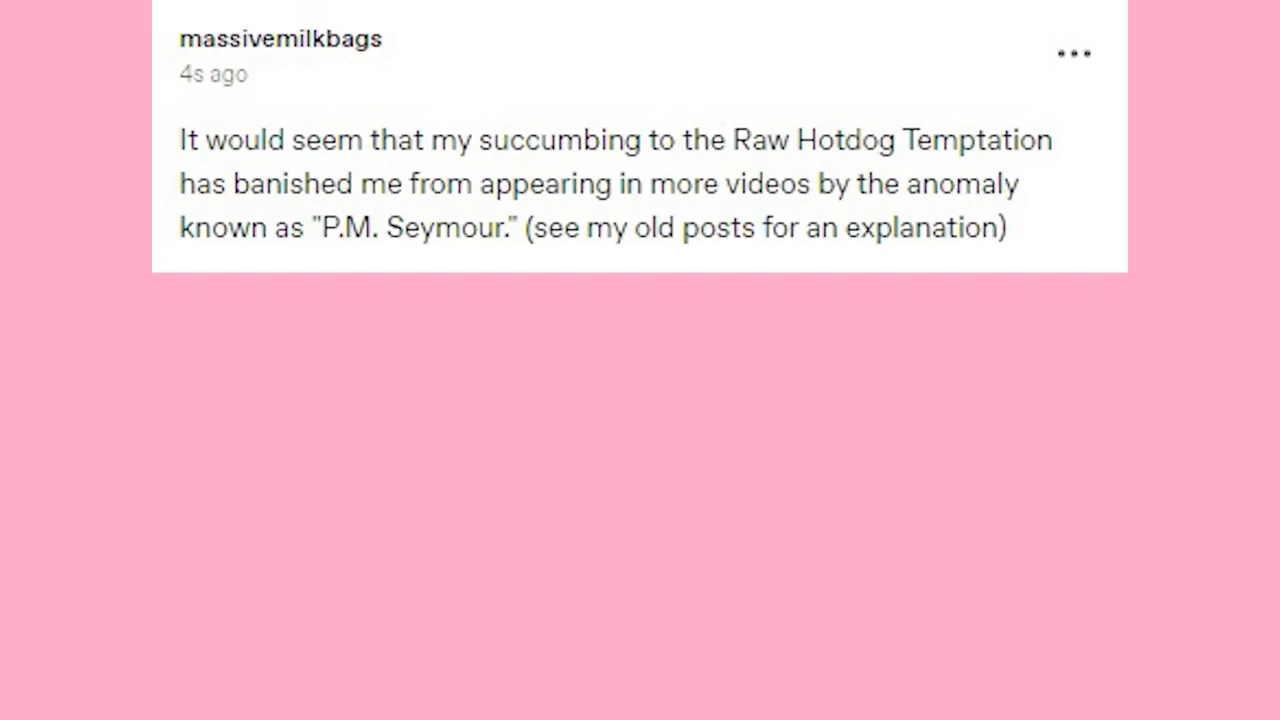 massivemilkbags
4s ago
It would seem that my succumbing to the Raw Hotdog Temptation
has banished me from appearing in more videos by the anomaly
known as "P.M. Seymour." (see my old posts for an explanation)